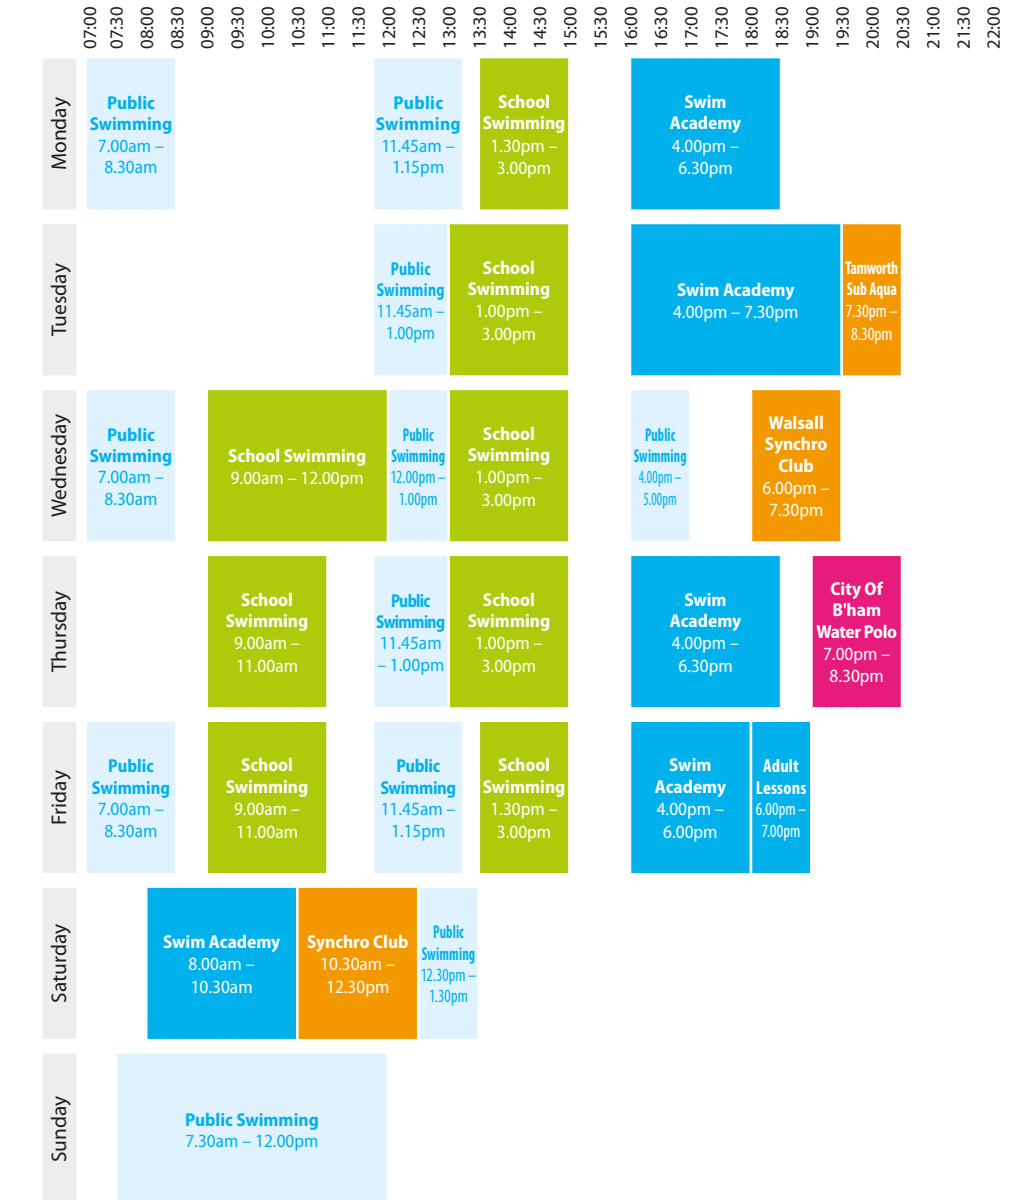 07:00 07:30 08:00 08:30 09:00 09:30 10:00 10:30 11:00 11:30 12:00 12:30 13:00 13:30 14:00 14:30 15:00 15:30 16:00 16:30 17:00 17:30 18:00 18:30 19:00 19:30 20:00 20:30 21:00 21:30 22:00
Monday
Public
Swimming
7.00am –
8.30am
Public
Swimming
11.45am –
1.15pm
School
Swimming
1.30pm –
3.00pm
Swim
Academy
4.00pm –
6.30pm
Tuesday
Public
Swimming
11.45am –
1.00pm
School
Swimming
1.00pm –
3.00pm
Swim Academy
4.00pm – 7.30pm
Tamworth
Sub Aqua
7.30pm –
8.30pm
Wednesday
Public
Swimming
7.00am –
8.30am
School Swimming
9.00am – 12.00pm
Public
Swimming
12.00pm –
1.00pm
School
Swimming
1.00pm –
3.00pm
Public
Swimming
4.00pm –
5.00pm
Walsall
Synchro
Club
6.00pm –
7.30pm
Thursday
School
Swimming
9.00am –
11.00am
Public
Swimming
11.45am
– 1.00pm
School
Swimming
1.00pm –
3.00pm
Swim
Academy
4.00pm –
6.30pm
City Of
B'ham
Water Polo
7.00pm –
8.30pm
Friday
Public
Swimming
7.00am –
8.30am
School
Swimming
9.00am –
11.00am
Public
Swimming
11.45am –
1.15pm
School
Swimming
1.30pm –
3.00pm
Swim
Academy
4.00pm –
6.00pm
Adult
Lessons
6.00pm –
7.00pm
Saturday
Swim Academy
8.00am –
10.30am
Synchro Club
10.30am –
12.30pm
Public
Swimming
12.30pm –
1.30pm
Sunday
Public Swimming
7.30am – 12.00pm